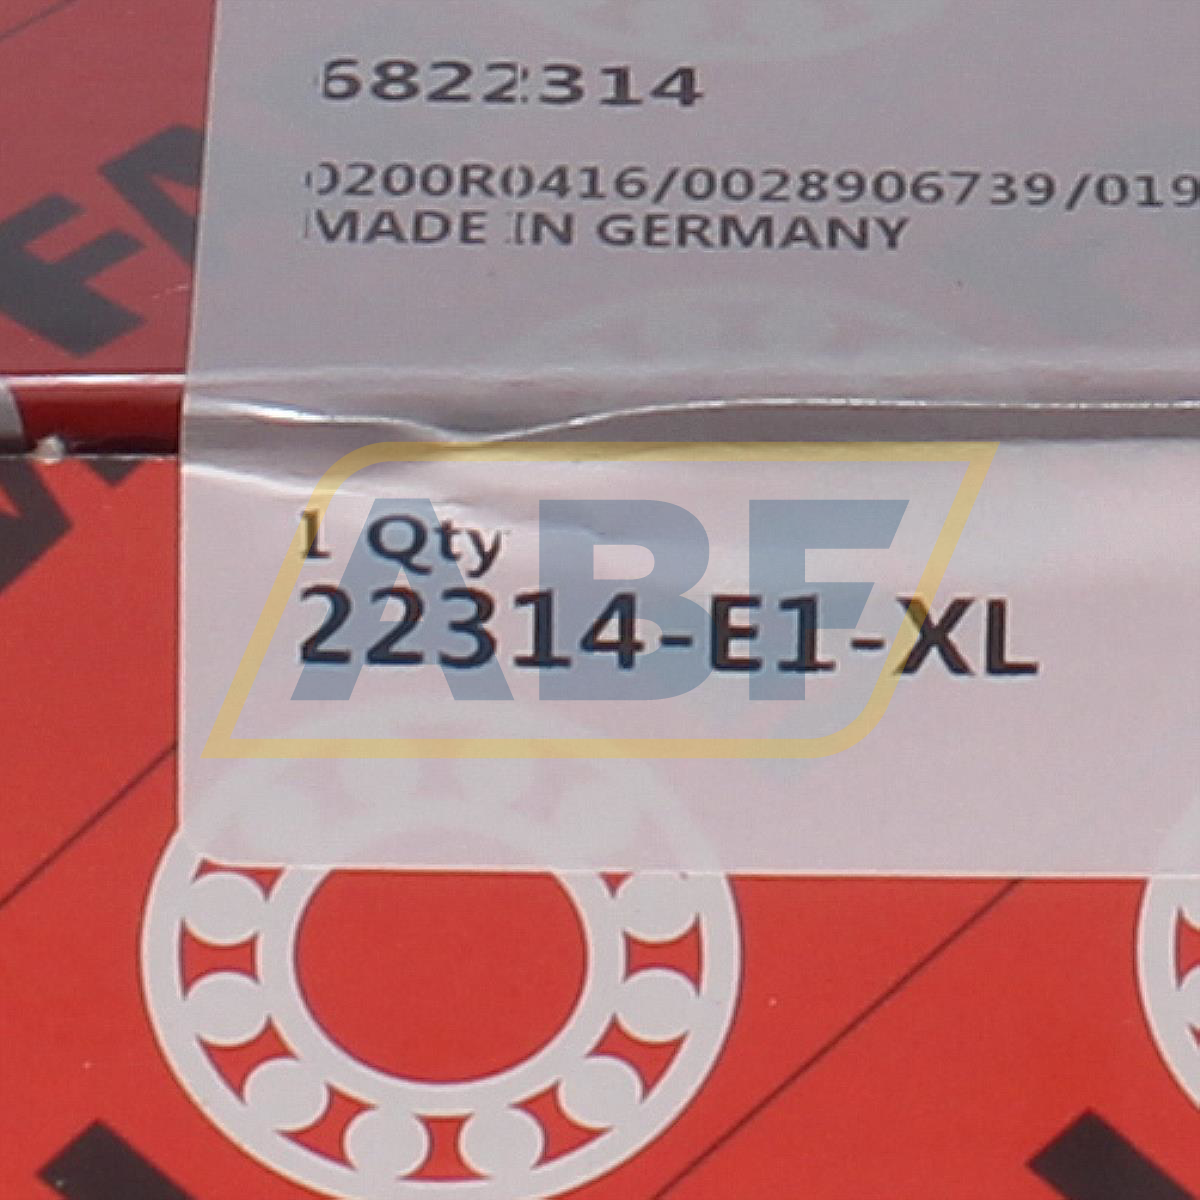 6822314
0200R0416/0028906739/019
MADE IN GERMANY
1 Qty
ABF
22314-E1-XL